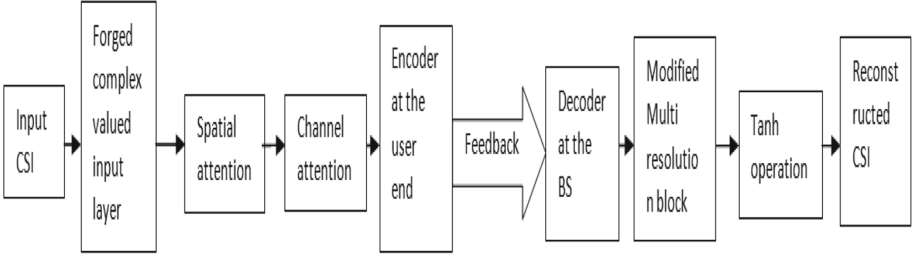 Input
CSI
Forged
complex
valued
input
layer
Spatial
attention
Channel
attention
Encoder
at the
user
end
Feedback
Decoder
at the
BS
Modified
Multi
resolutio
n block
Tanh
operation
Reconst
ructed
CSI